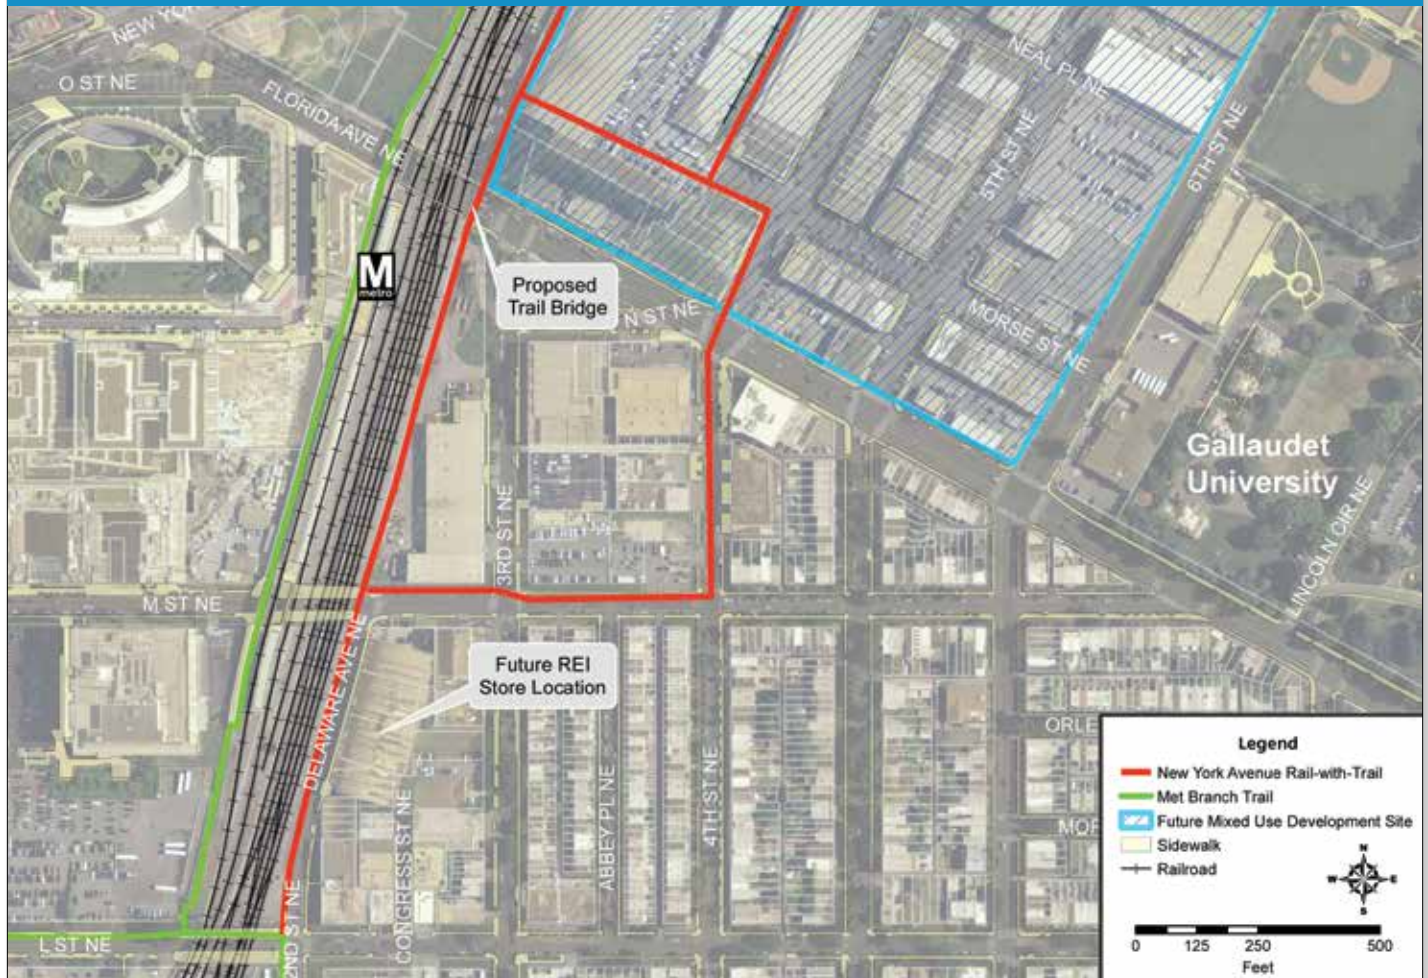 NEW YOR
O ST NE
FLORIDA AVE NE
NEAL PL NE
5TH ST NE
6TH ST NE
M
metro
Proposed
Trail Bridge
N ST NE
MORSE ST NE
Gallaudet
University
LINCOLN CIR NE
3RD ST NE
M ST NE
DELAWARE AVE NE
Future REI
Store Location
ORLE
MOR
ABBEY PL NE
4TH ST NE
CONGRESS ST NE
L ST NE
2ND ST NE
Legend
New York Avenue Rail-with-Trail
Met Branch Trail
Future Mixed Use Development Site
Sidewalk
Railroad
N
W E
S
0 125 250 500
Feet